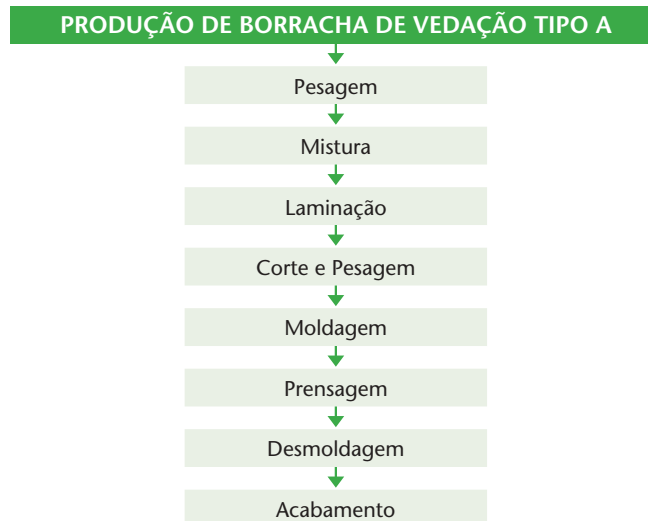 PRODUÇÃO DE BORRACHA DE VEDAÇÃO TIPO A
Pesagem
Mistura
Laminação
Corte e Pesagem
Moldagem
Prensagem
Desmoldagem
Acabamento